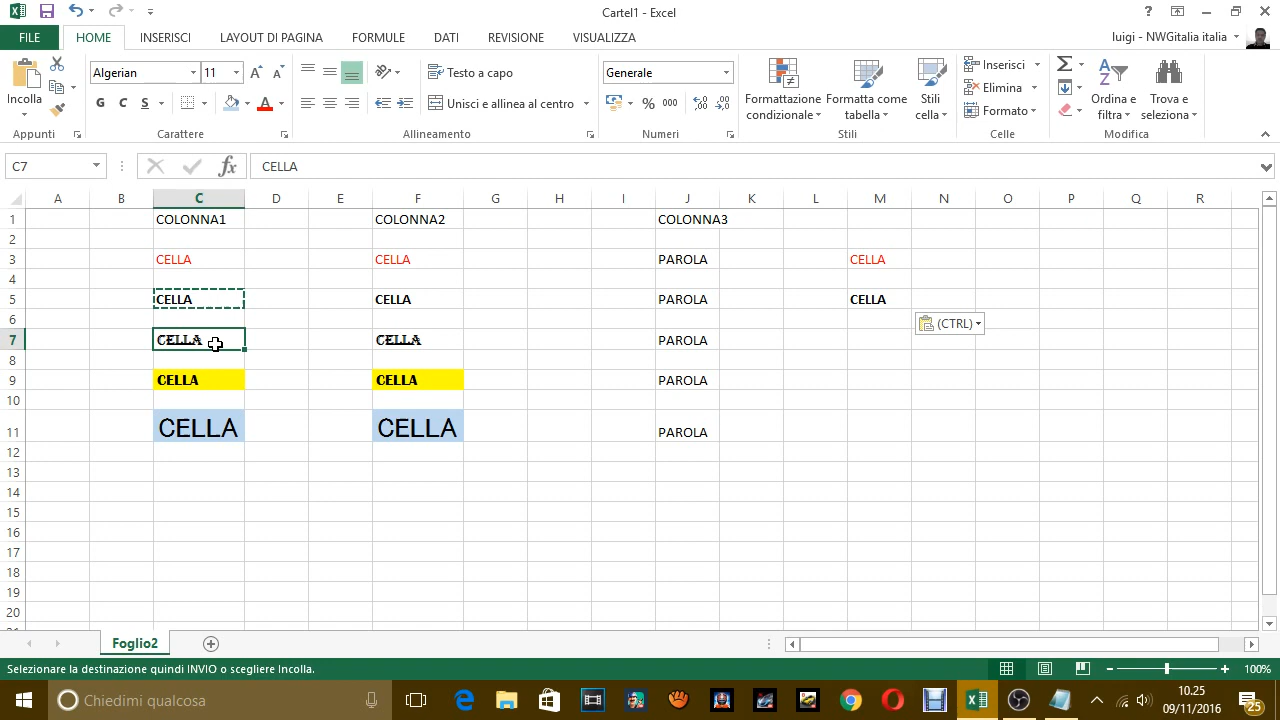 Cartel1 - Excel
FILE HOME INSERISCI LAYOUT DI PAGINA FORMULE DATI REVISIONE VISUALIZZA luigi - NWGitalia italia
Incolla
Algerian 11
G C S
Testo a capo
Unisci e allinea al centro
Generale
% 000
Formattazione condizionale
Formatta come tabella
Stili cella
Inserisci
Elimina
Formato
Ordina e filtra
Trova e seleziona
Appunti Carattere Allineamento Numeri Stili Celle Modifica
C7 fx CELLA
A B C D E F G H I J K L M N O P Q R
1 COLONNA1 COLONNA2 COLONNA3
2
3 CELLA CELLA PAROLA CELLA
4
5 CELLA CELLA PAROLA CELLA
6 (CTRL)
7 CELLA CELLA PAROLA
8
9 CELLA CELLA PAROLA
10
11 CELLA CELLA PAROLA
12
13
14
15
16
17
18
19
20
Foglio2
Selezionare la destinazione quindi INVIO o scegliere Incolla. 100%
Chiedimi qualcosa
10.25
09/11/2016
25